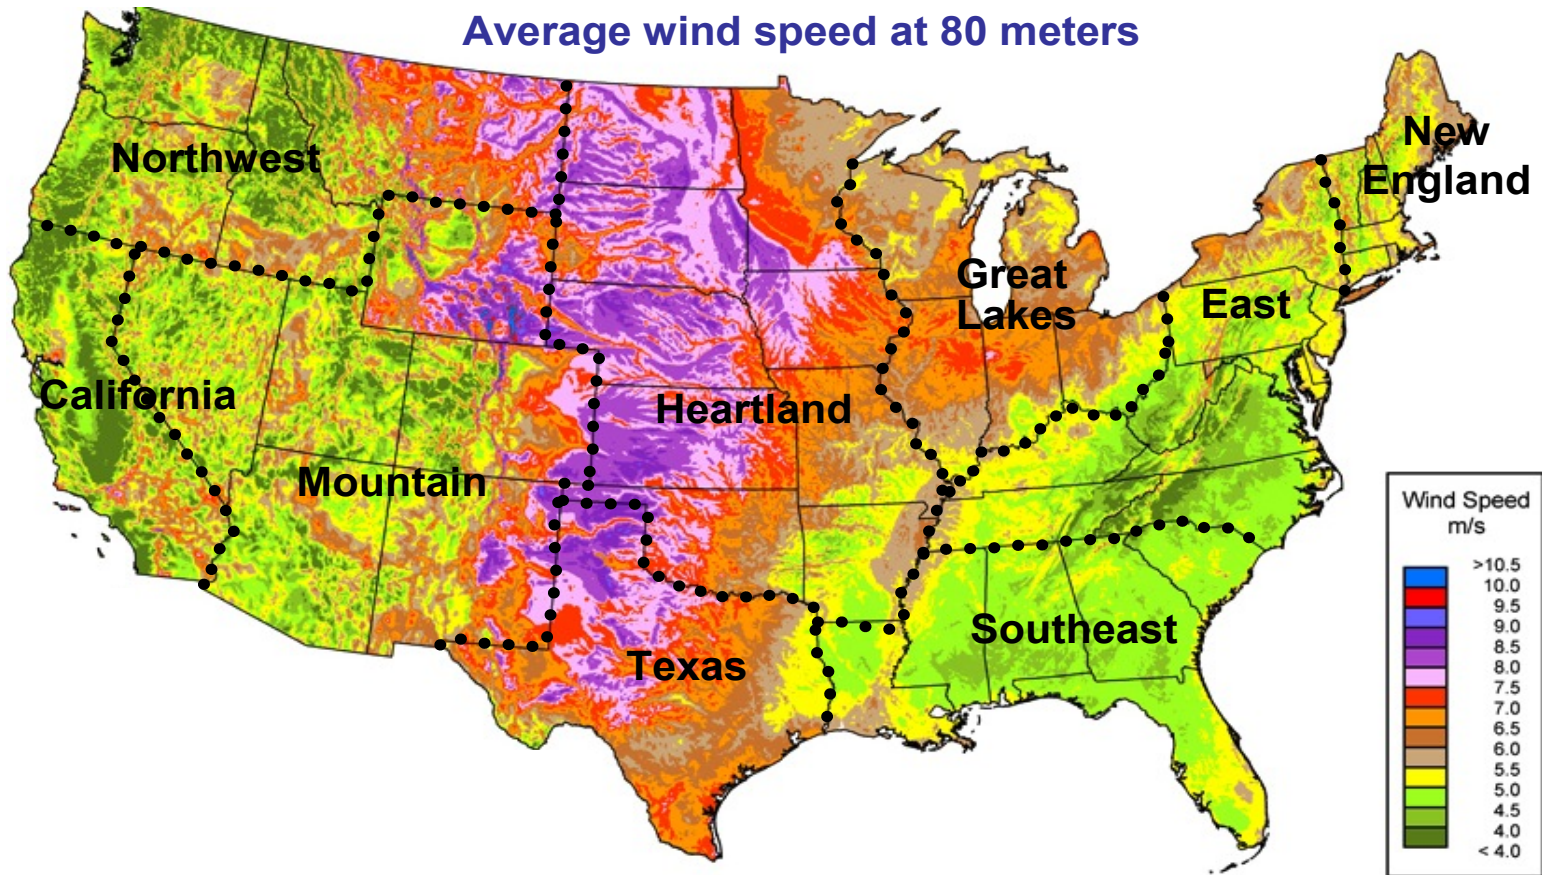 Average wind speed at 80 meters
Northwest
New
England
Great
Lakes
East
California
Heartland
Mountain
Southeast
Texas
Wind Speed
m/s
>10.5
10.0
9.5
9.0
8.5
8.0
7.5
7.0
6.5
6.0
5.5
5.0
4.5
4.0
< 4.0